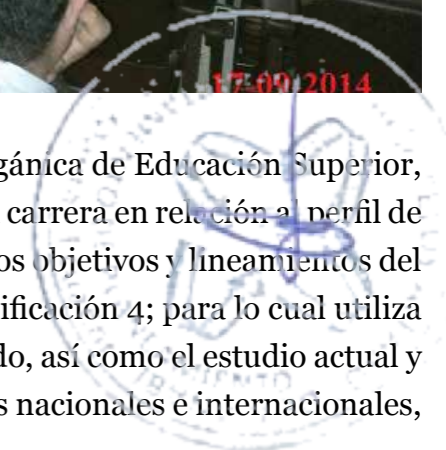 17-09-2014
gánica de Educación Superior,
carrera en relación al perfil de
os objetivos y lineamientos del
ificación 4; para lo cual utiliza
do, así como el estudio actual y
s nacionales e internacionales,